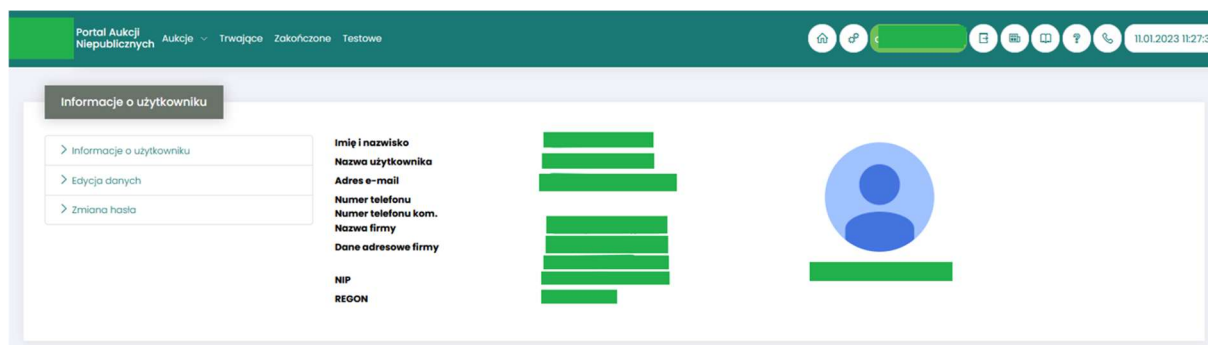 Portal Aukcji
Niepublicznych
Aukcje Trwające Zakończone Testowe
11.01.2023 11:27:3
Informacje o użytkowniku
Informacje o użytkowniku
Edycja danych
Zmiana hasła
Imię i nazwisko
Nazwa użytkownika
Adres e-mail
Numer telefonu
Numer telefonu kom.
Nazwa firmy
Dane adresowe firmy
NIP
REGON